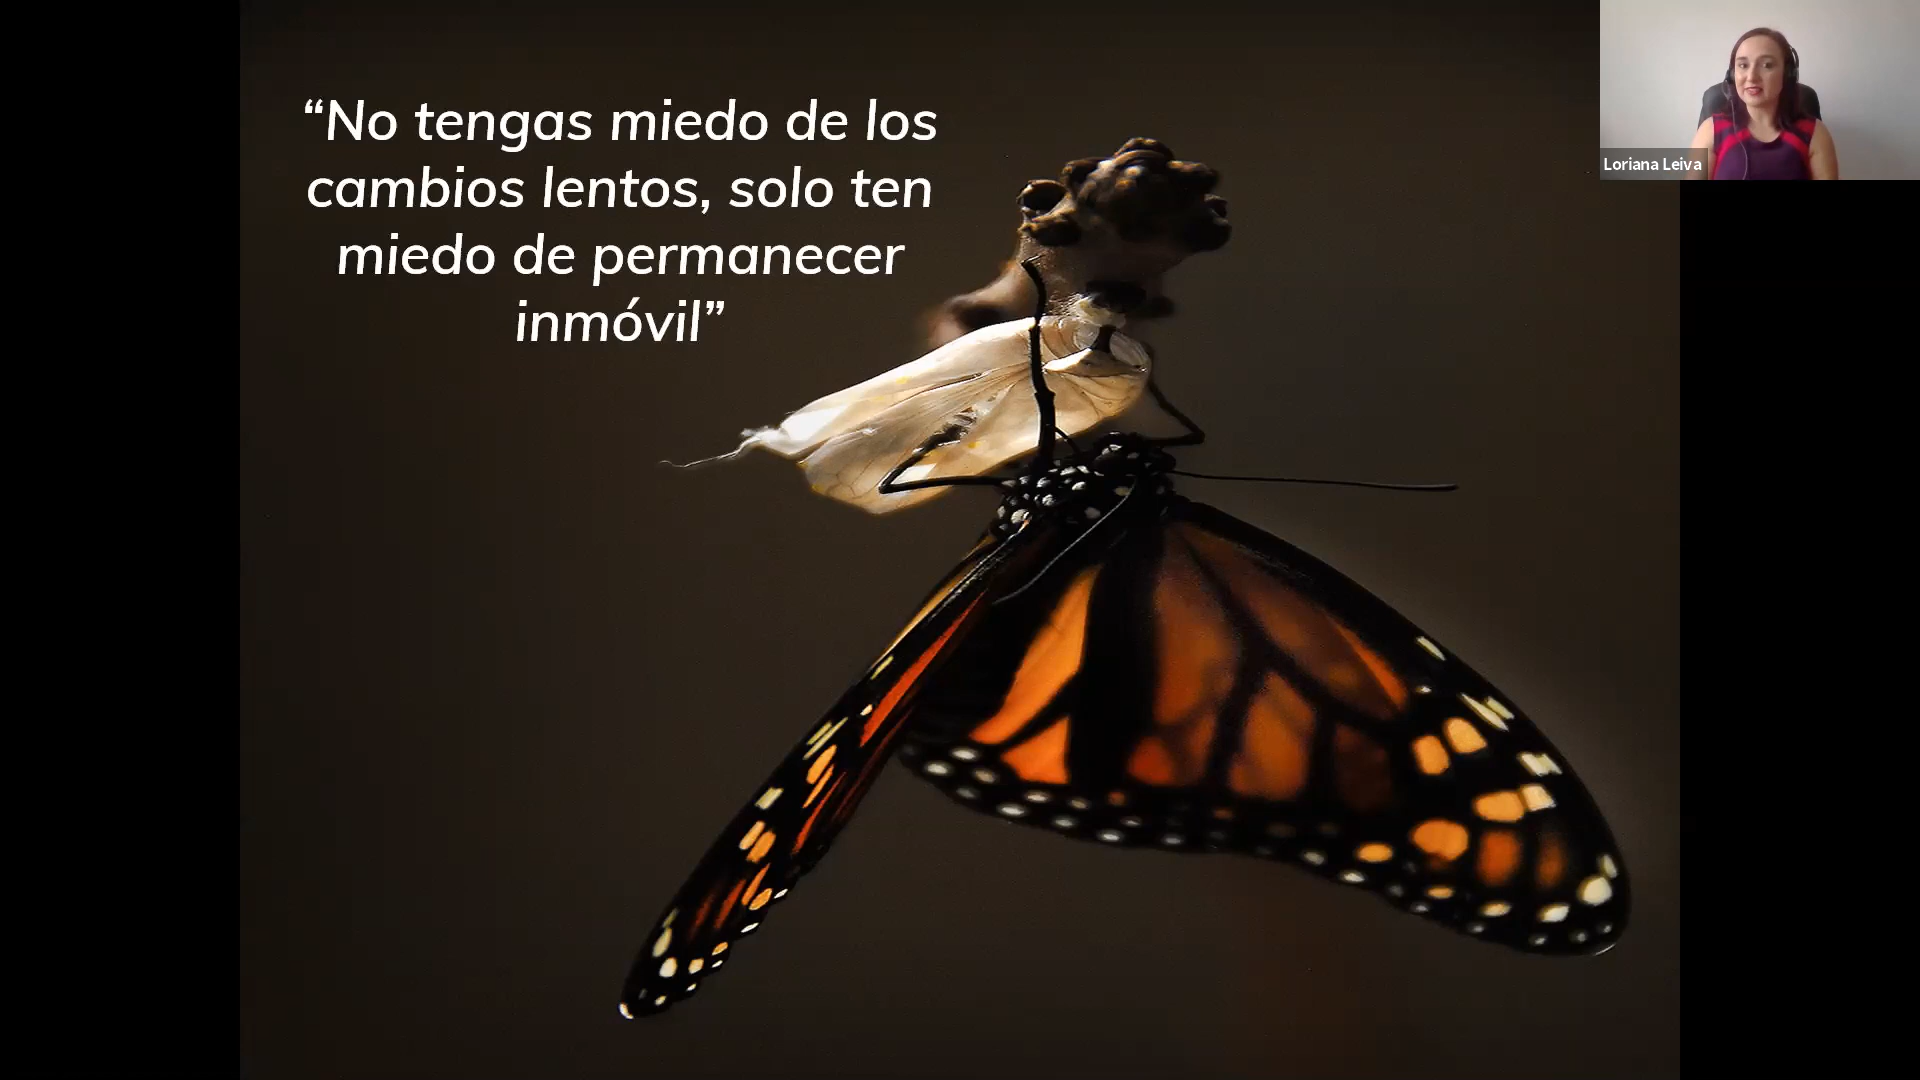 “No tengas miedo de los
cambios lentos, solo ten
miedo de permanecer
inmóvil”
Loriana Leiva